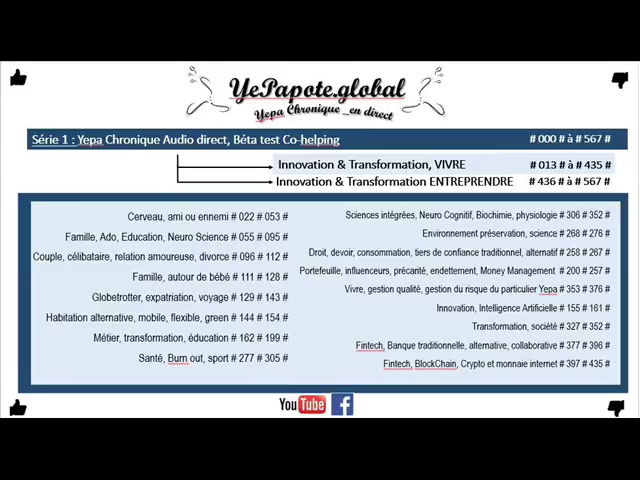 YePapote.global
Yepa Chronique _en direct
Série 1 : Yepa Chronique Audio direct, Béta test Co-helping # 000 # à # 567 #
Innovation & Transformation, VIVRE # 013 # à # 435 #
Innovation & Transformation ENTREPRENDRE # 436 # à # 567 #
Cerveau, ami ou ennemi # 022 # 053 #
Famille, Ado, Education, Neuro Science # 055 # 095 #
Couple, célibataire, relation amoureuse, divorce # 096 # 112 #
Famille, autour de bébé # 111 # 128 #
Globetrotter, expatriation, voyage # 129 # 143 #
Habitation alternative, mobile, flexible, green # 144 # 154 #
Métier, transformation, éducation # 162 # 199 #
Santé, Burn out, sport # 277 # 305 #
Sciences intégrées, Neuro Cognitif, Biochimie, physiologie # 306 # 352 #
Environnement préservation, science # 268 # 276 #
Droit, devoir, consommation, tiers de confiance traditionnel, alternatif # 258 # 267 #
Portefeuille, influenceurs, précarité, endettement, Money Management # 200 # 257 #
Vivre, gestion qualité, gestion du risque du particulier Yepa # 353 # 376 #
Innovation, Intelligence Artificielle # 155 # 161 #
Transformation, société # 327 # 352 #
Fintech, Banque traditionnelle, alternative, collaborative # 377 # 396 #
Fintech, BlockChain, Crypto et monnaie internet # 397 # 435 #
YouTube f